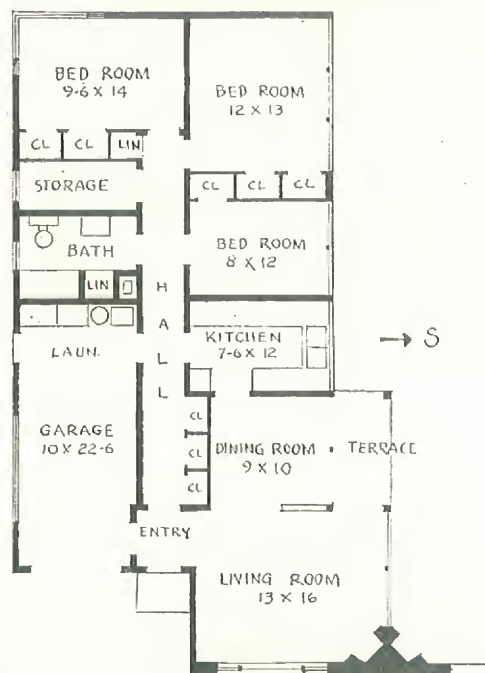 BED ROOM
9-6 X 14
BED ROOM
12 X 13
CL
CL
LIN
STORAGE
CL
CL
CL
BATH
BED ROOM
8 X 12
LIN
HALL
LAUN.
KITCHEN
7-6 X 12
→ S
CL
GARAGE
10 X 22-6
CL
DINING ROOM
9 X 10
TERRACE
CL
ENTRY
LIVING ROOM
13 X 16